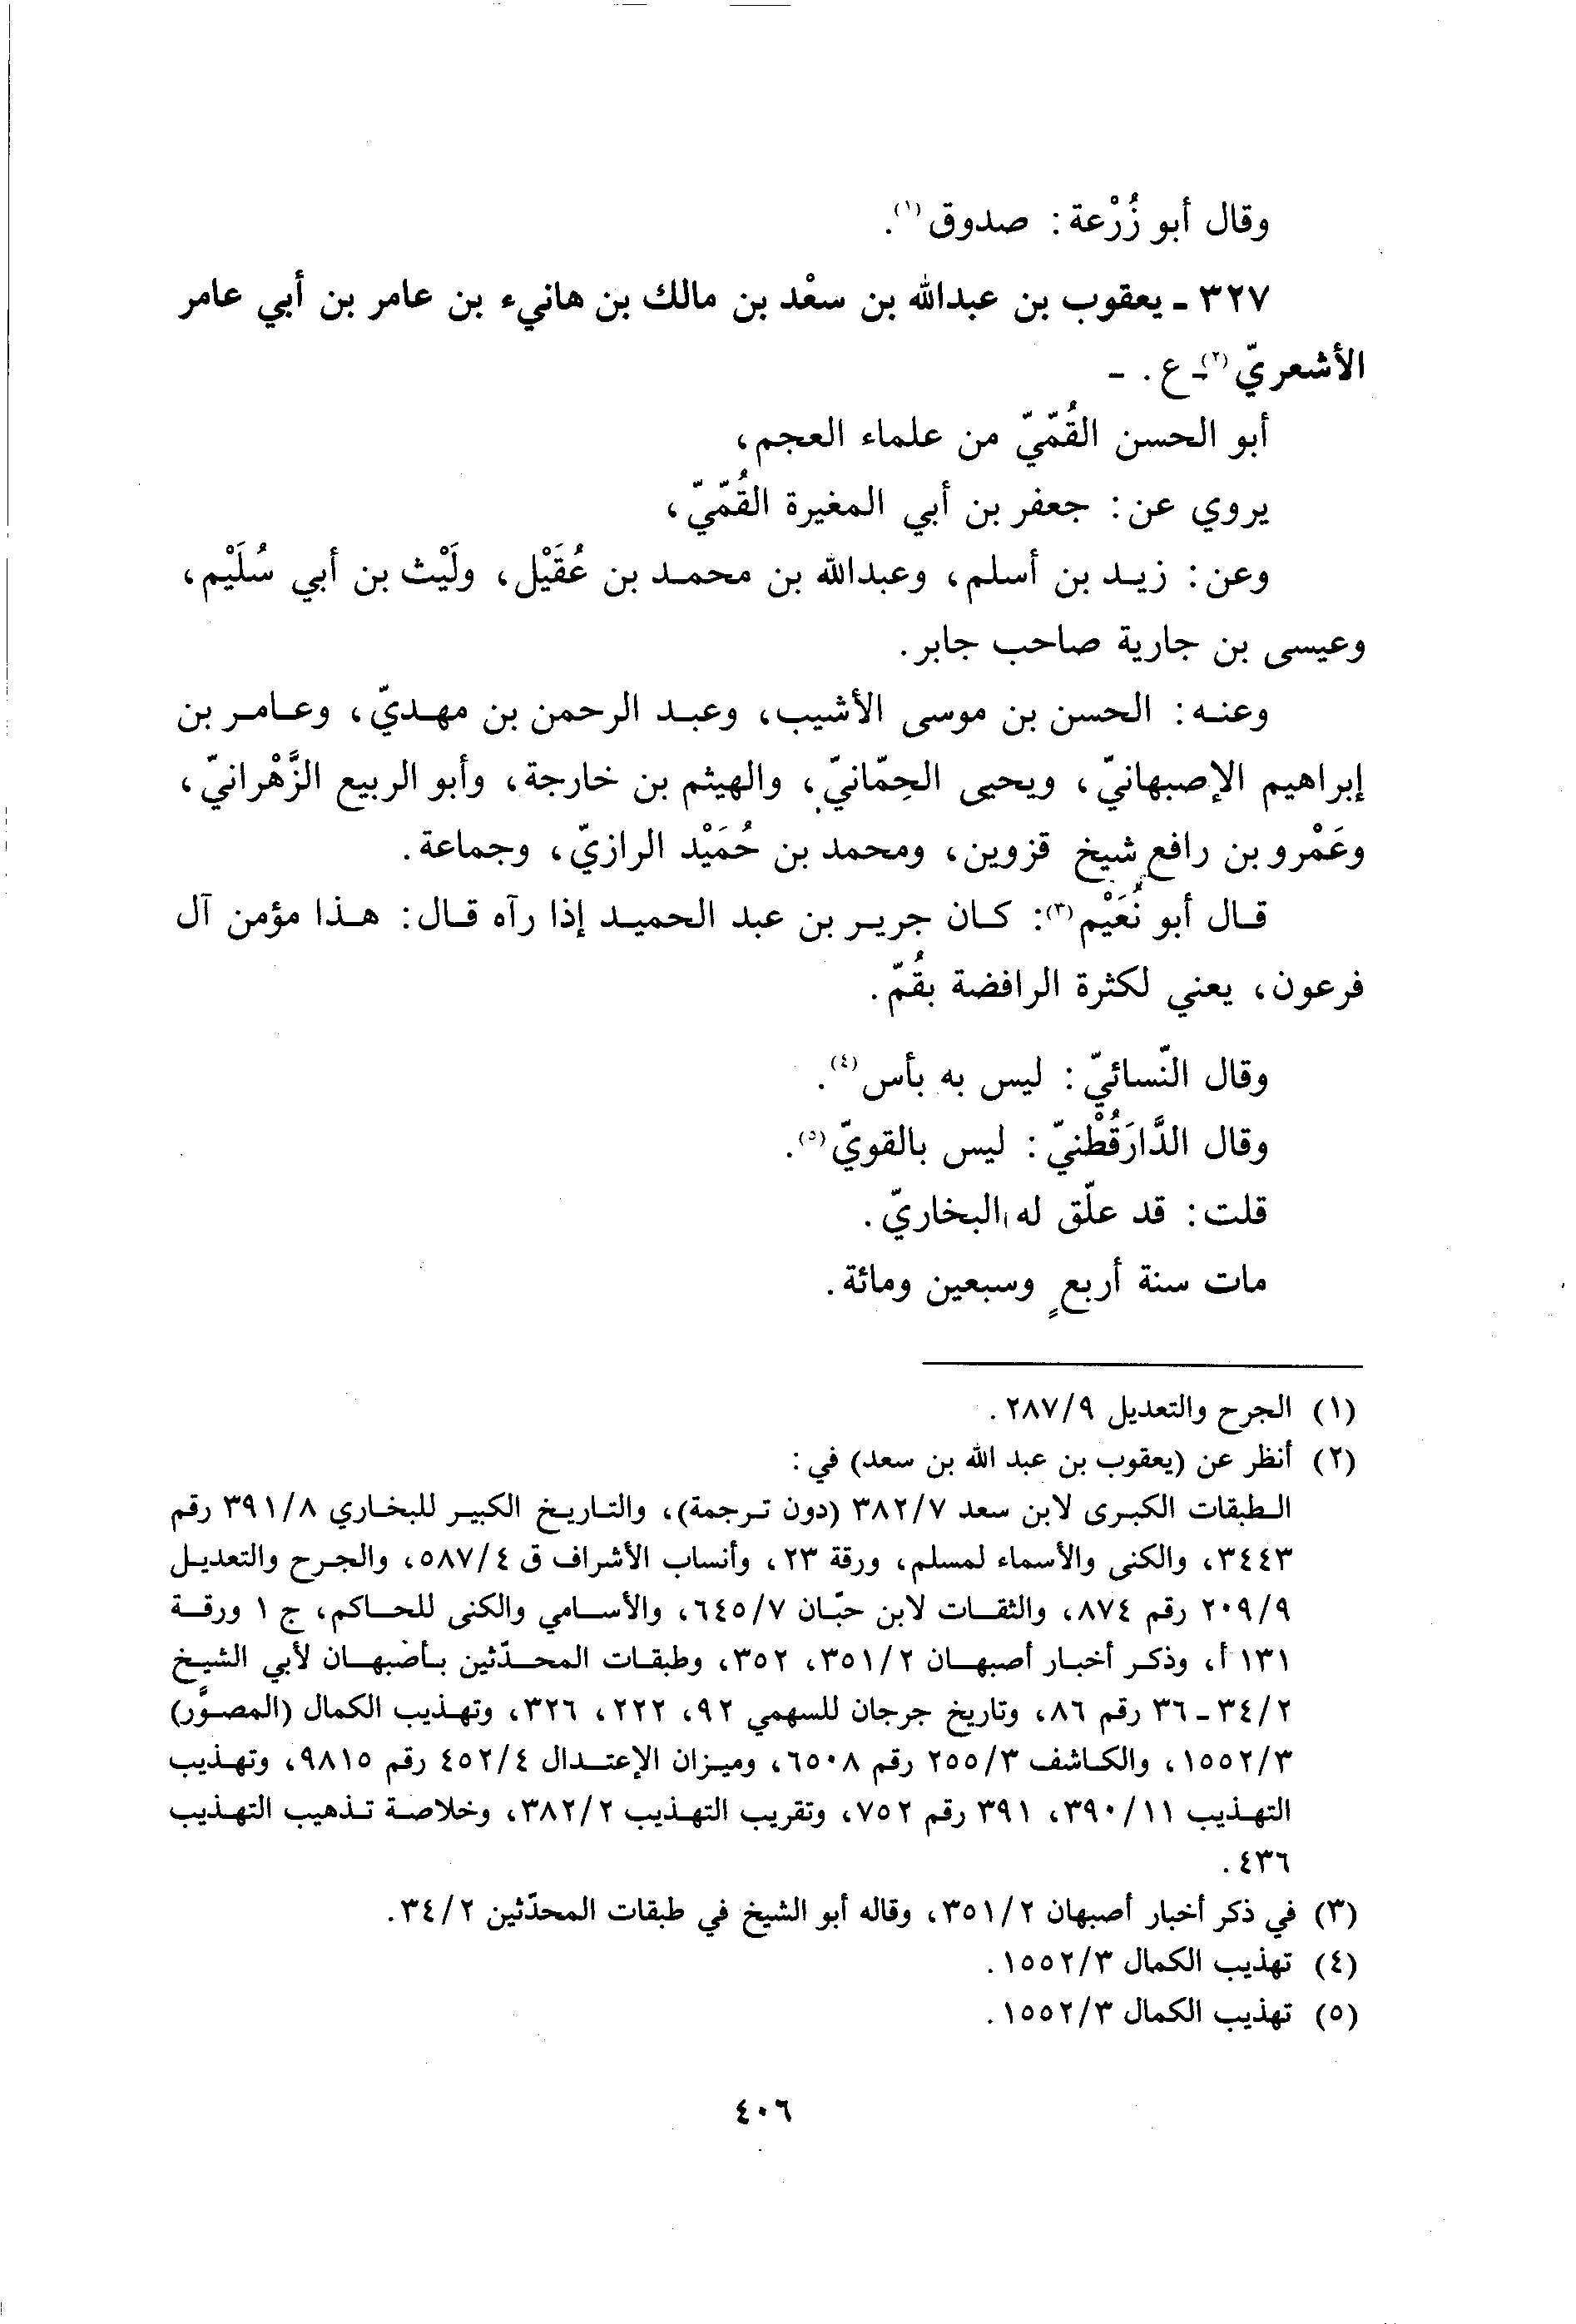 وقال أبو زُرْعة: صدوق(١).
٣٢٧ - يعقوب بن عبدالله بن سعْد بن مالك بن هانيء بن عامر بن أبي عامر
الأشعريّ(٢) - ع. -
أبو الحسن القُمّيّ من علماء العجم،
يروي عن: جعفر بن أبي المغيرة القُمّيّ،
وعن: زيد بن أسلم، وعبدالله بن محمد بن عُقَيْل، ولَيْث بن أبي سُلَيْم،
وعيسى بن جارية صاحب جابر.
وعنه: الحسن بن موسى الأشيب، وعبد الرحمن بن مهديّ، وعامر بن
إبراهيم الإصبهانيّ، ويحيى الحِمّانيّ، والهيثم بن خارجة، وأبو الربيع الزَّهْرانيّ،
وعَمْرو بن رافع شيخ قزوين، ومحمد بن حُمَيْد الرازيّ، وجماعة.
قال أبو نُعَيْم(٣): كان جرير بن عبد الحميد إذا رآه قال: هذا مؤمن آل
فرعون، يعني لكثرة الرافضة بقُمّ.
وقال النّسائيّ: ليس به بأس(٤).
وقال الدَّارَقُطْنيّ: ليس بالقويّ(٥).
قلت: قد علّق له البخاريّ.
مات سنة أربعٍ وسبعين ومائة.
(١) الجرح والتعديل ٢٨٧/٩.
(٢) أنظر عن (يعقوب بن عبد الله بن سعد) في:
الطبقات الكبرى لابن سعد ٣٨٢/٧ (دون ترجمة)، والتاريخ الكبير للبخاري ٣٩١/٨ رقم
٣٤٤٣، والكنى والأسماء لمسلم، ورقة ٢٣، وأنساب الأشراف ق ٥٨٧/٤، والجرح والتعديل
٢٠٩/٩ رقم ٨٧٤، والثقات لابن حبّان ٦٤٥/٧، والأسامي والكنى للحاكم، ج ١ ورقة
١٣١ أ، وذكر أخبار أصبهان ٣٥١/٢، ٣٥٢، وطبقات المحدّثين بأصبهان لأبي الشيخ
٣٤/٢ - ٣٦ رقم ٨٦، وتاريخ جرجان للسهمي ٩٢، ٢٢٢، ٣٢٦، وتهذيب الكمال (المصوَّر)
١٥٥٢/٣، والكاشف ٢٥٥/٣ رقم ٦٥٠٨، وميزان الإعتدال ٤٥٢/٤ رقم ٩٨١٥، وتهذيب
التهذيب ٣٩٠/١١، ٣٩١ رقم ٧٥٢، وتقريب التهذيب ٣٨٢/٢، وخلاصة تذهيب التهذيب
٤٣٦.
(٣) في ذكر أخبار أصبهان ٣٥١/٢، وقاله أبو الشيخ في طبقات المحدّثين ٣٤/٢.
(٤) تهذيب الكمال ١٥٥٢/٣.
(٥) تهذيب الكمال ١٥٥٢/٣.
٤٠٦